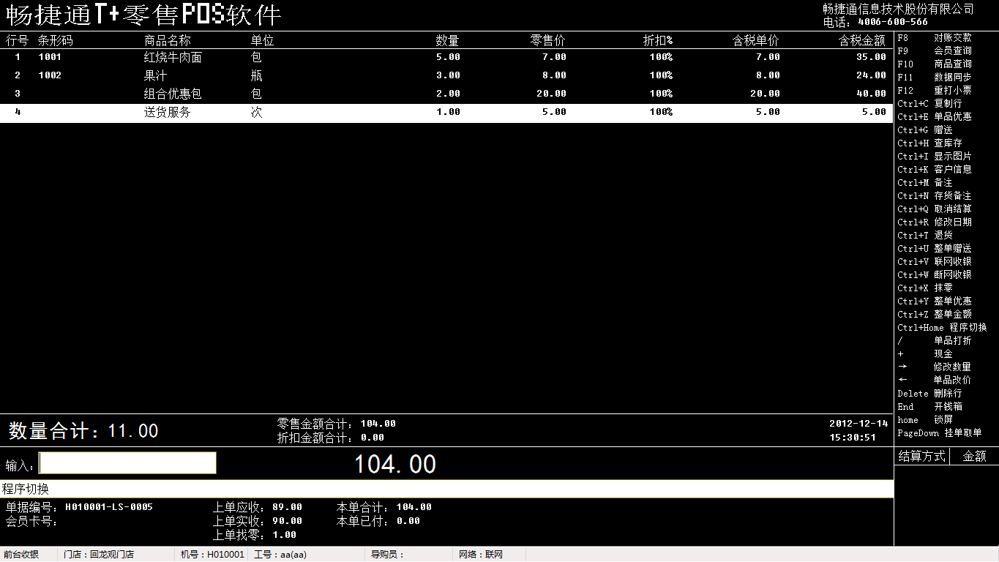 畅捷通T+零售POS软件
畅捷通信息技术股份有限公司
电话: 4006-600-566
行号 条形码 商品名称 单位 数量 零售价 折扣% 含税单价 含税金额
1 1001 红烧牛肉面 包 5.00 7.00 100% 7.00 35.00
2 1002 果汁 瓶 3.00 8.00 100% 8.00 24.00
3 组合优惠包 包 2.00 20.00 100% 20.00 40.00
4 送货服务 次 1.00 5.00 100% 5.00 5.00
F8 对账交款
F9 会员查询
F10 商品查询
F11 数据同步
F12 重打小票
Ctrl+C 复制行
Ctrl+E 单品优惠
Ctrl+G 赠送
Ctrl+H 查库存
Ctrl+I 显示图片
Ctrl+K 客户信息
Ctrl+M 备注
Ctrl+N 存货备注
Ctrl+Q 取消结算
Ctrl+R 修改日期
Ctrl+T 退货
Ctrl+U 整单赠送
Ctrl+V 联网收银
Ctrl+W 断网收银
Ctrl+X 抹零
Ctrl+Y 整单优惠
Ctrl+Z 整单金额
Ctrl+Home 程序切换
/ 单品打折
+ 现金
→ 修改数量
← 单品改价
Delete 删除行
End 开钱箱
home 锁屏
PageDown 挂单取单
数量合计: 11.00
零售金额合计: 104.00
折扣金额合计: 0.00
2012-12-14
15:30:51
输入:
104.00
结算方式 金额
程序切换
单据编号: H010001-LS-0005 上单应收: 89.00 本单合计: 104.00
会员卡号: 上单实收: 90.00 本单已付: 0.00
上单找零: 1.00
前台收银 门店：回龙观门店 机号：H010001 工号：aa(aa) 导购员： 网络：联网